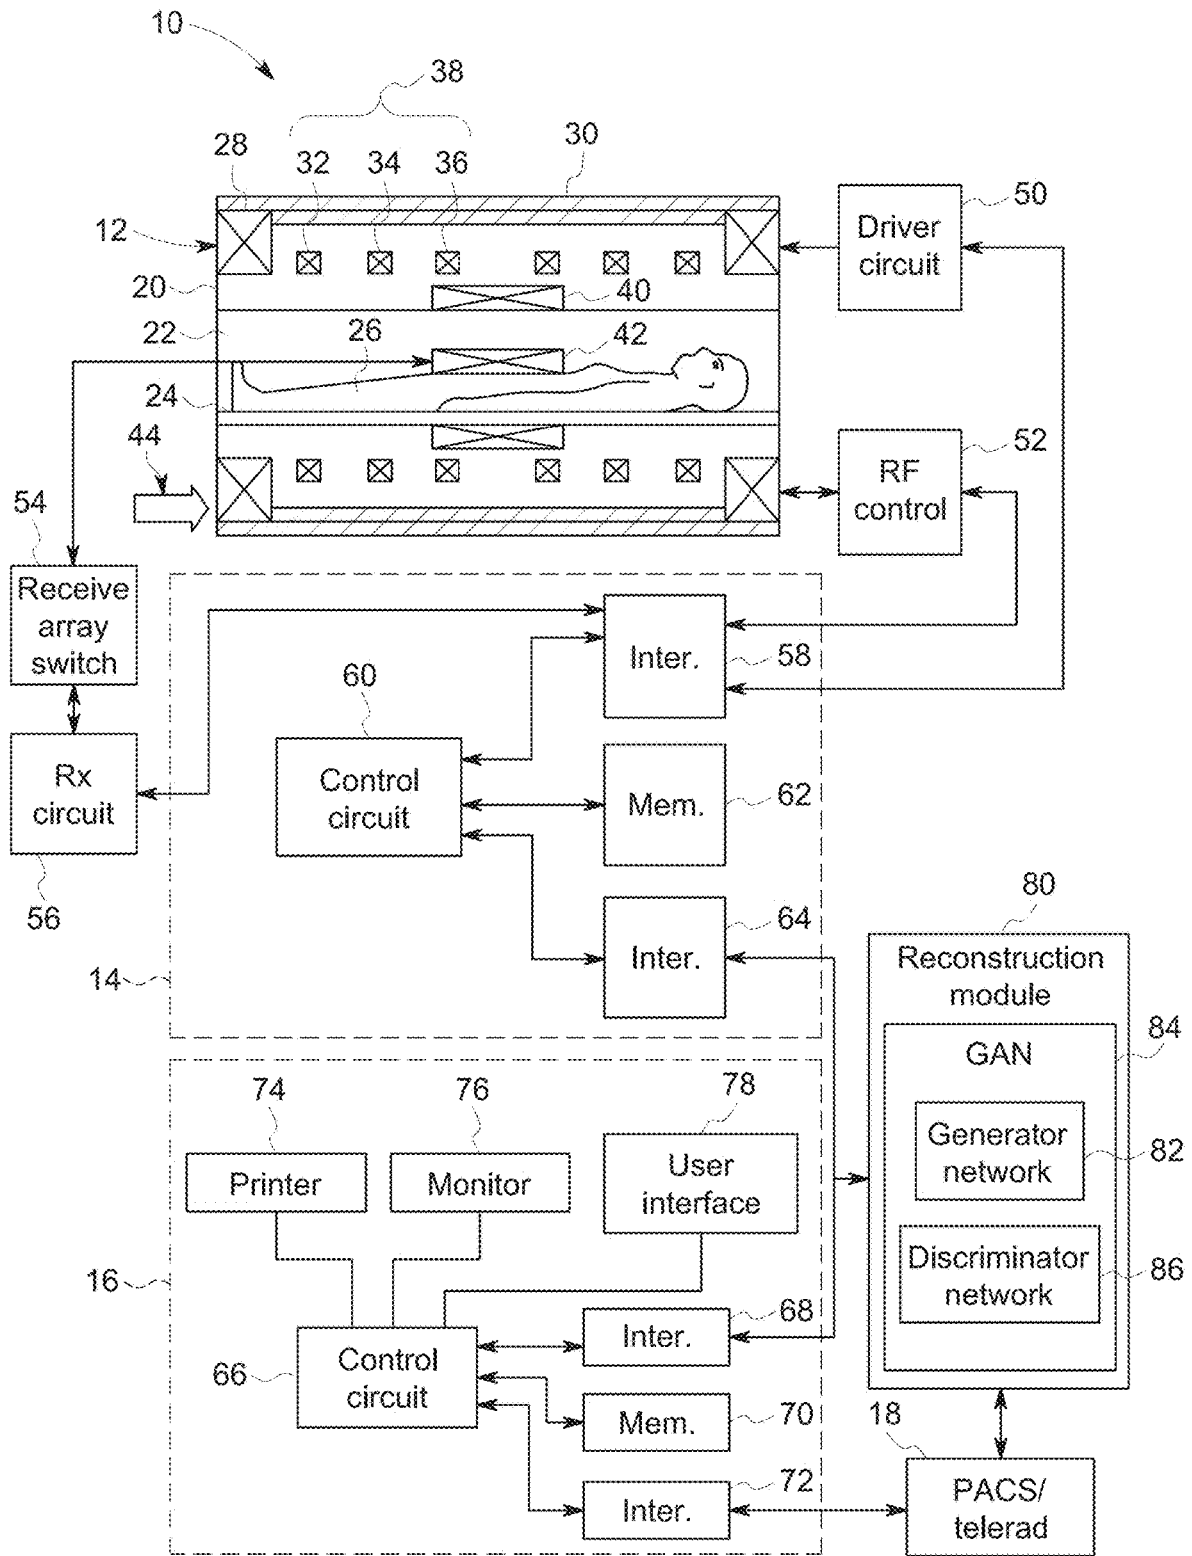 10
38
28
32
34
36
30
50
12
Driver
circuit
20
40
22
26
42
24
44
52
RF
control
54
Receive
array
switch
Inter.
58
60
Rx
circuit
Control
circuit
Mem.
62
56
64
80
Inter.
Reconstruction
module
14
84
GAN
74
76
78
Generator
network
82
Printer
Monitor
User
interface
Discriminator
network
86
16
68
Inter.
66
Control
circuit
Mem.
70
18
72
Inter.
PACS/
telerad